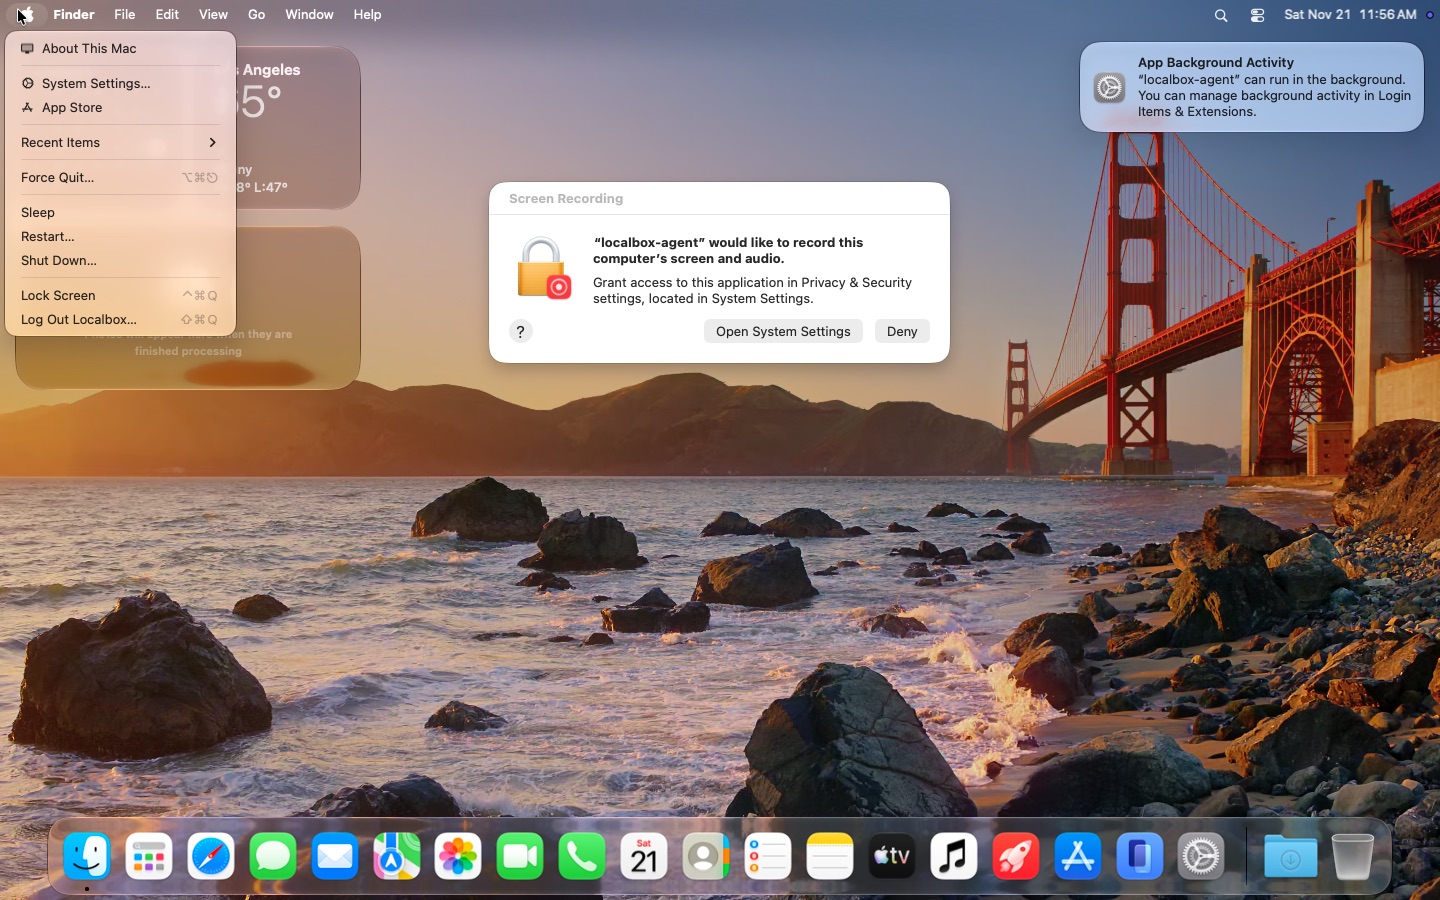 Finder File Edit View Go Window Help
Sat Nov 21 11:56 AM
About This Mac
System Settings...
App Store
Recent Items
Force Quit... ⌥⌘⎋
Sleep
Restart...
Shut Down...
Lock Screen ^⌘Q
Log Out Localbox... ⇧⌘Q
s Angeles
5°
ny
8° L:47°
when they are
finished processing
Screen Recording
“localbox-agent” would like to record this
computer’s screen and audio.
Grant access to this application in Privacy & Security
settings, located in System Settings.
?
Open System Settings
Deny
App Background Activity
“localbox-agent” can run in the background.
You can manage background activity in Login
Items & Extensions.
Sat
21
tv